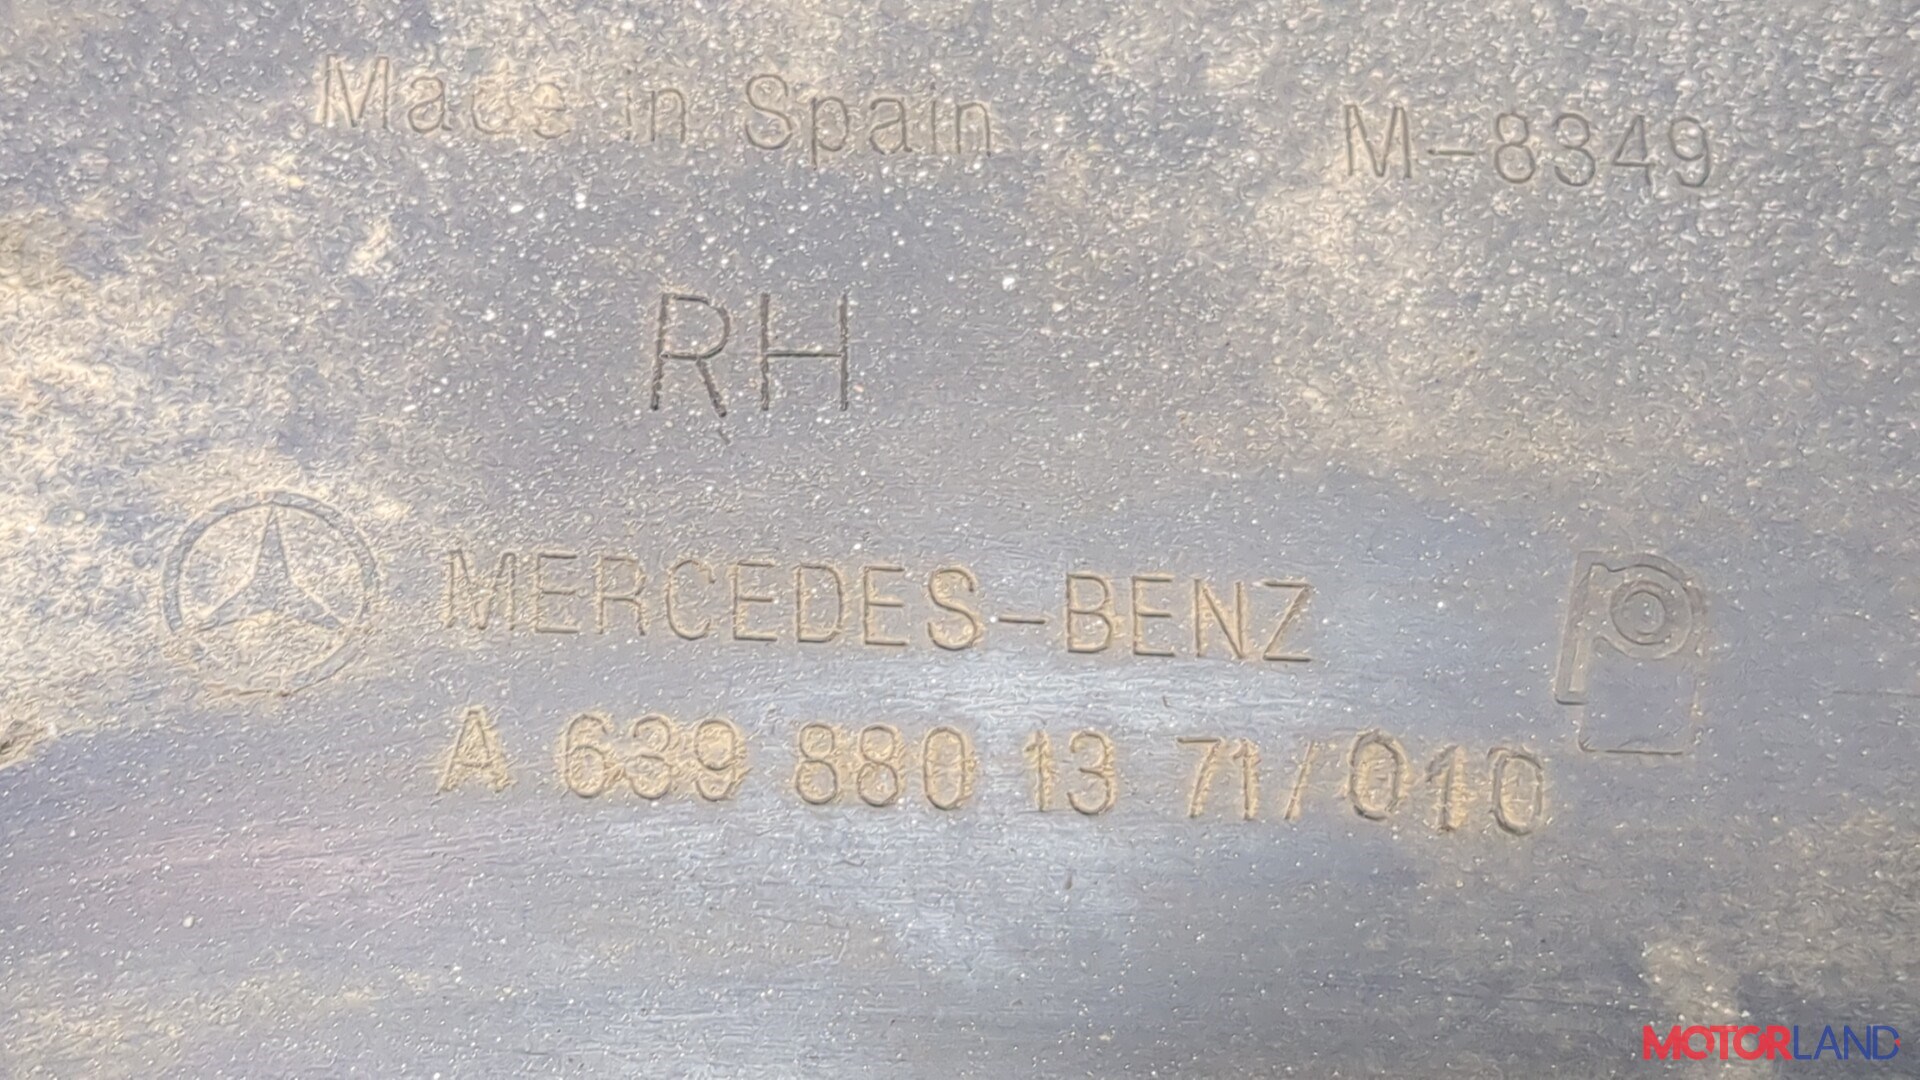 Made in Spain M-8349
RH
MERCEDES-BENZ
A 639 880 13 71/010
MOTORLAND